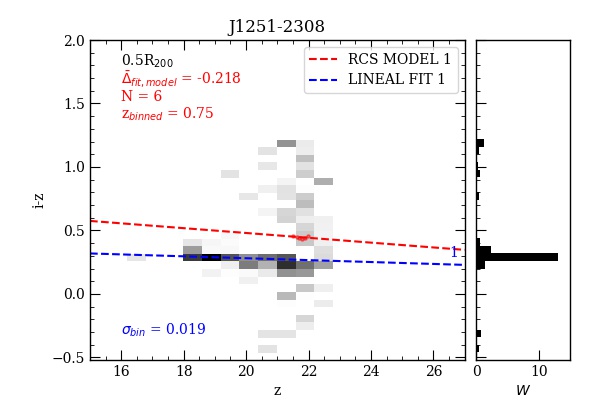 J1251-2308
0.5R200
Δ̄fit,model = -0.218
N = 6
zbinned = 0.75
RCS MODEL 1
LINEAL FIT 1
2.0
1.5
1.0
0.5
0.0
−0.5
i-z
1
σbin = 0.019
16 18 20 22 24 26
z
0 10
W